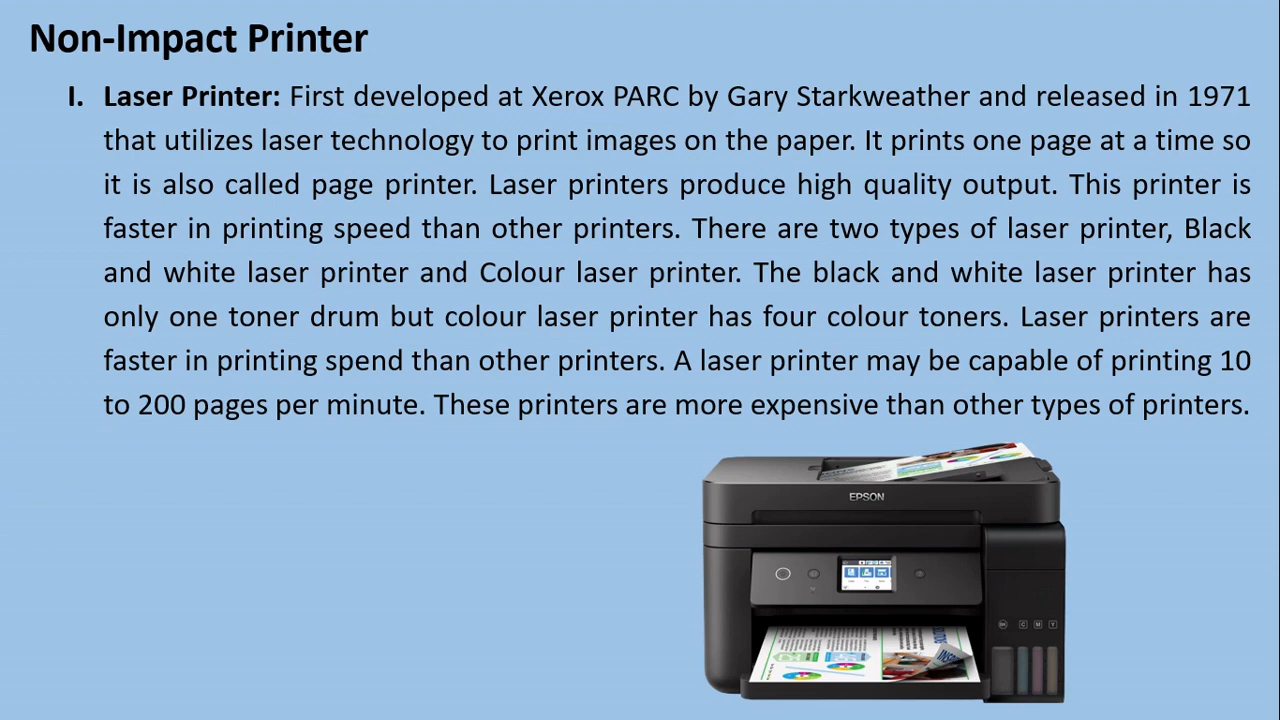 Non-Impact Printer
I. Laser Printer: First developed at Xerox PARC by Gary Starkweather and released in 1971
that utilizes laser technology to print images on the paper. It prints one page at a time so
it is also called page printer. Laser printers produce high quality output. This printer is
faster in printing speed than other printers. There are two types of laser printer, Black
and white laser printer and Colour laser printer. The black and white laser printer has
only one toner drum but colour laser printer has four colour toners. Laser printers are
faster in printing spend than other printers. A laser printer may be capable of printing 10
to 200 pages per minute. These printers are more expensive than other types of printers.
EPSON
BK C M Y